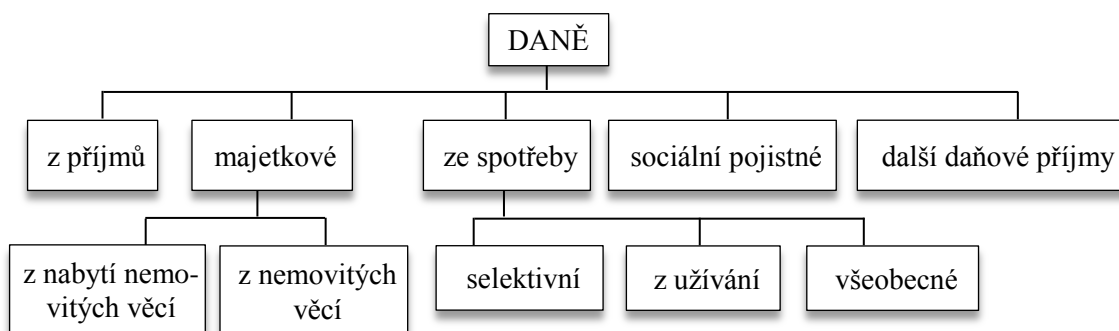 DANĚ
z příjmů
majetkové
ze spotřeby
sociální pojistné
další daňové příjmy
z nabytí nemo-
vitých věcí
z nemovitých
věcí
selektivní
z užívání
všeobecné